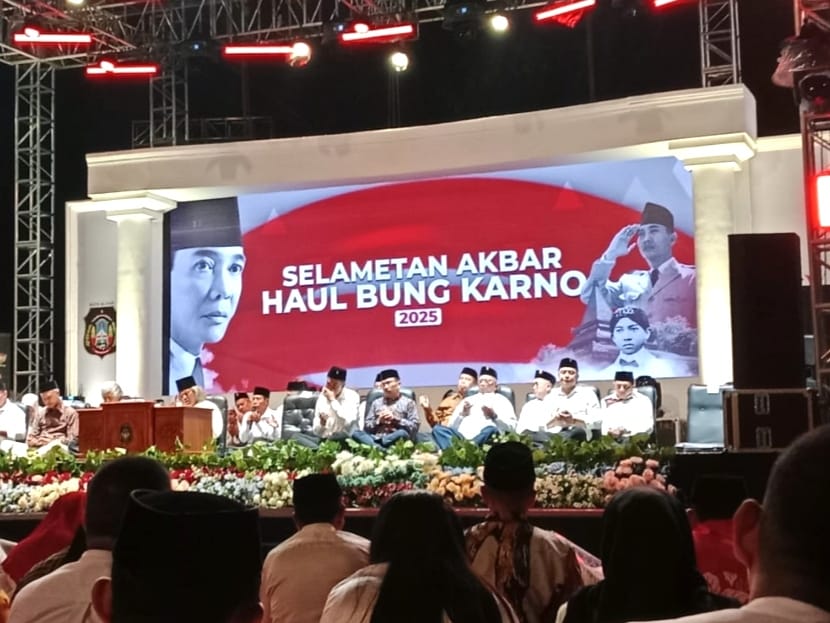 SELAMETAN AKBAR
HAUL BUNG KARNO
2025